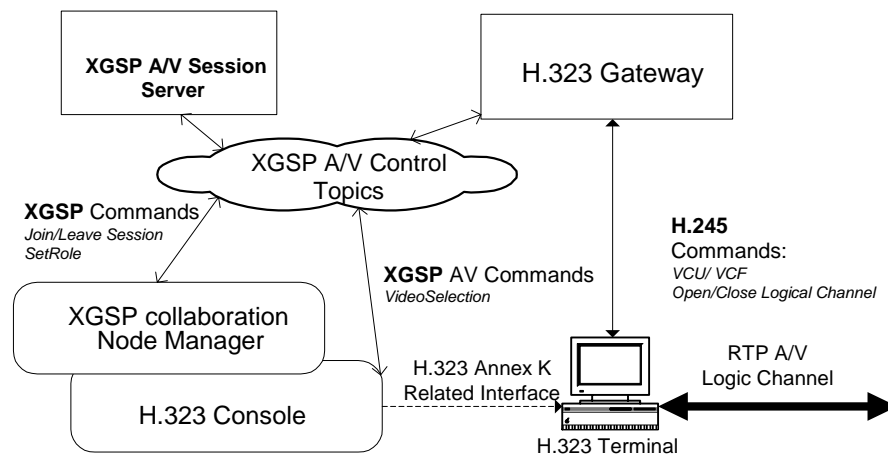 XGSP A/V Session
Server
H.323 Gateway
XGSP A/V Control
Topics
XGSP Commands
Join/Leave Session
SetRole
H.245
Commands:
VCU/ VCF
Open/Close Logical Channel
XGSP AV Commands
VideoSelection
XGSP collaboration
Node Manager
H.323 Console
H.323 Annex K
Related Interface
RTP A/V
Logic Channel
H.323 Terminal